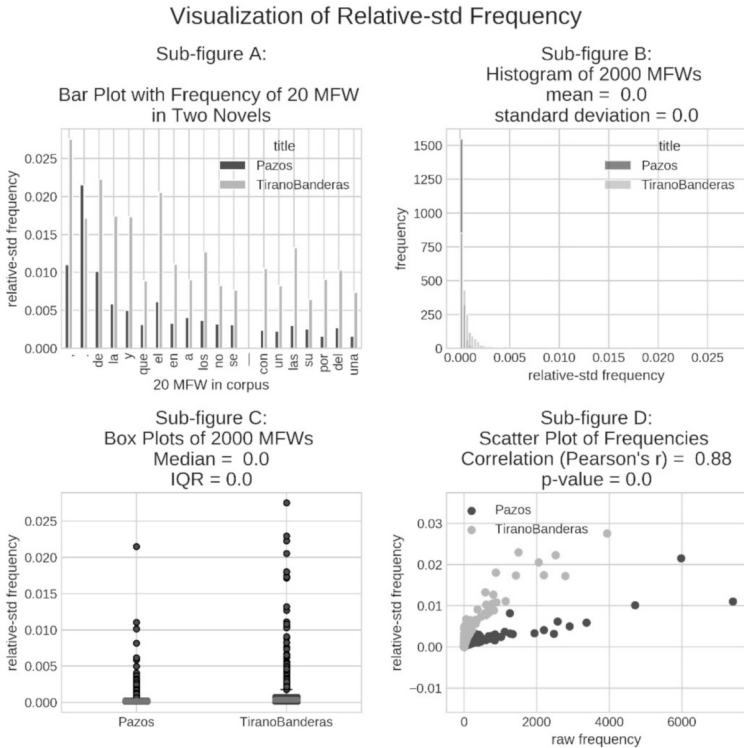 Visualization of Relative-std Frequency
Sub-figure A:
Bar Plot with Frequency of 20 MFW
in Two Novels
title
Pazos
TiranoBanderas
0.025
0.020
0.015
0.010
0.005
0.000
relative-std frequency
, . de la y que el en a los no se — con un las su por del una
20 MFW in corpus
Sub-figure B:
Histogram of 2000 MFWs
mean = 0.0
standard deviation = 0.0
title
Pazos
TiranoBanderas
1500
1250
1000
750
500
250
0
frequency
0.000 0.005 0.010 0.015 0.020 0.025
relative-std frequency
Sub-figure C:
Box Plots of 2000 MFWs
Median = 0.0
IQR = 0.0
0.025
0.020
0.015
0.010
0.005
0.000
relative-std frequency
Pazos TiranoBanderas
Sub-figure D:
Scatter Plot of Frequencies
Correlation (Pearson's r) = 0.88
p-value = 0.0
Pazos
TiranoBanderas
0.03
0.02
0.01
0.00
−0.01
relative-std frequency
0 2000 4000 6000
raw frequency